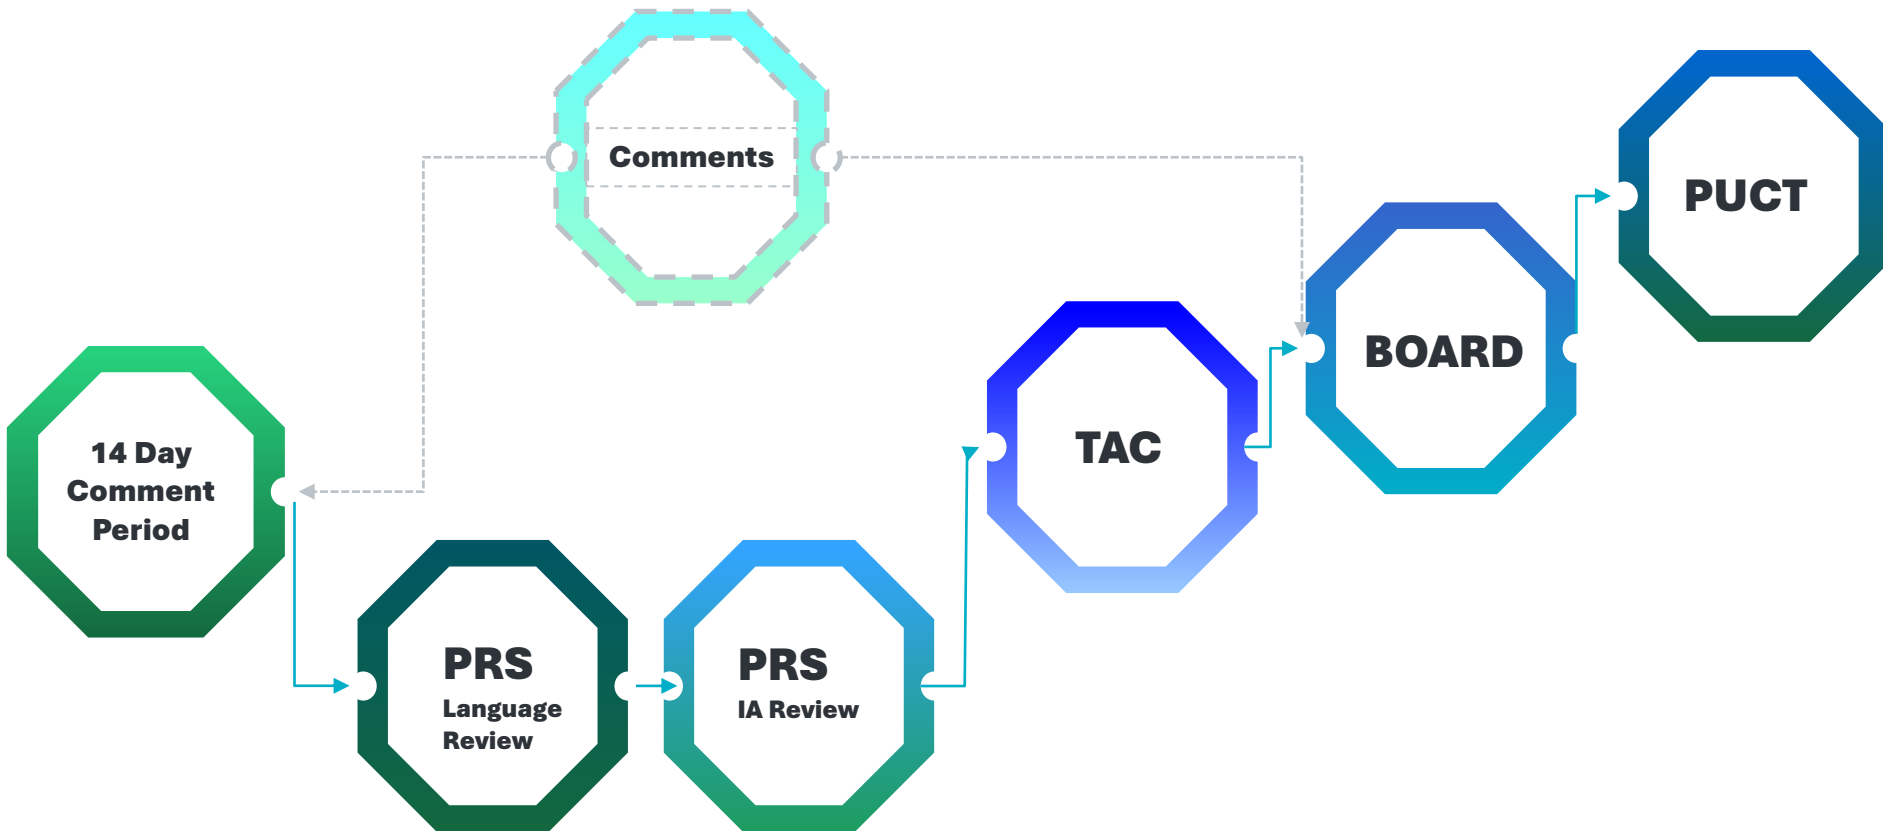 Comments
PUCT
BOARD
TAC
14 Day
Comment
Period
PRS
Language
Review
PRS
IA Review